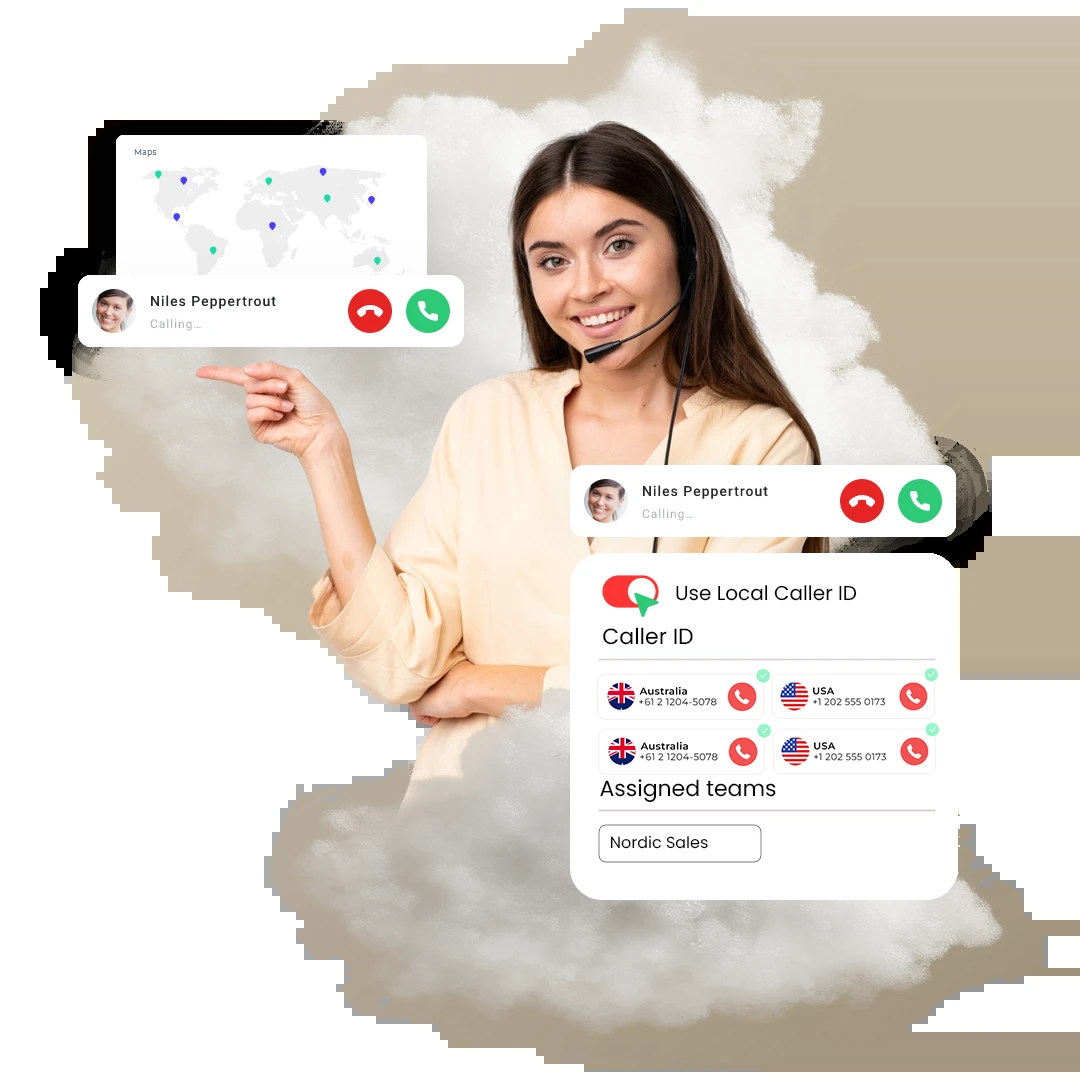 Maps
Niles Peppertrout
Calling...
Niles Peppertrout
Calling...
Use Local Caller ID
Caller ID
Australia
+61 2 1204-5078
USA
+1 202 555 0173
Australia
+61 2 1204-5078
USA
+1 202 555 0173
Assigned teams
Nordic Sales